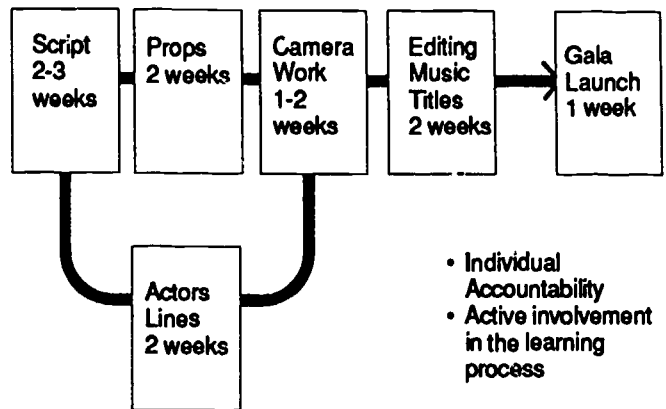 Script
2-3
weeks
Props
2 weeks
Camera
Work
1-2
weeks
Editing
Music
Titles
2 weeks
Gala
Launch
1 week
Actors
Lines
2 weeks
• Individual
Accountability
• Active involvement
in the learning
process